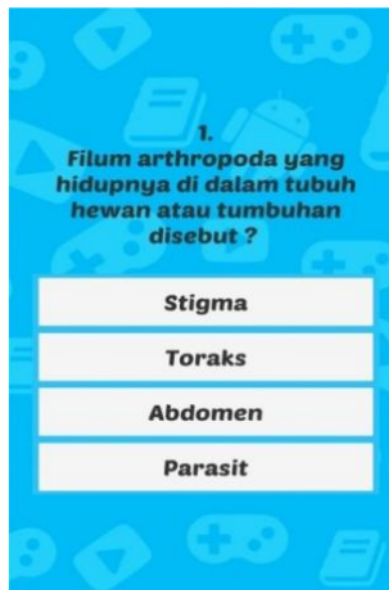 1.
Filum arthropoda yang
hidupnya di dalam tubuh
hewan atau tumbuhan
disebut ?
Stigma
Toraks
Abdomen
Parasit